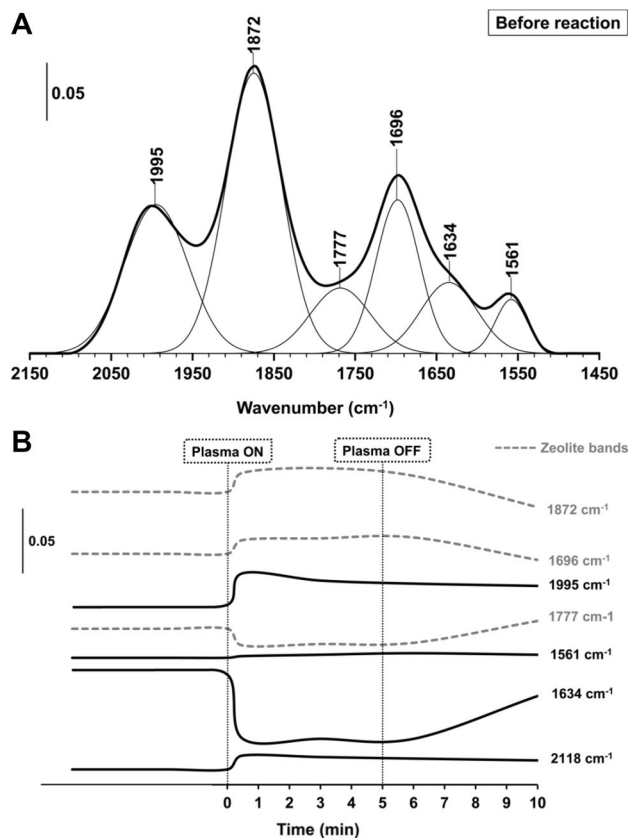 A
Before reaction
0.05
1995
1872
1777
1696
1634
1561
2150 2050 1950 1850 1750 1650 1550 1450
Wavenumber (cm⁻¹)
B
Plasma ON
Plasma OFF
Zeolite bands
0.05
1872 cm⁻¹
1696 cm⁻¹
1995 cm⁻¹
1777 cm-1
1561 cm⁻¹
1634 cm⁻¹
2118 cm⁻¹
0 1 2 3 4 5 6 7 8 9 10
Time (min)